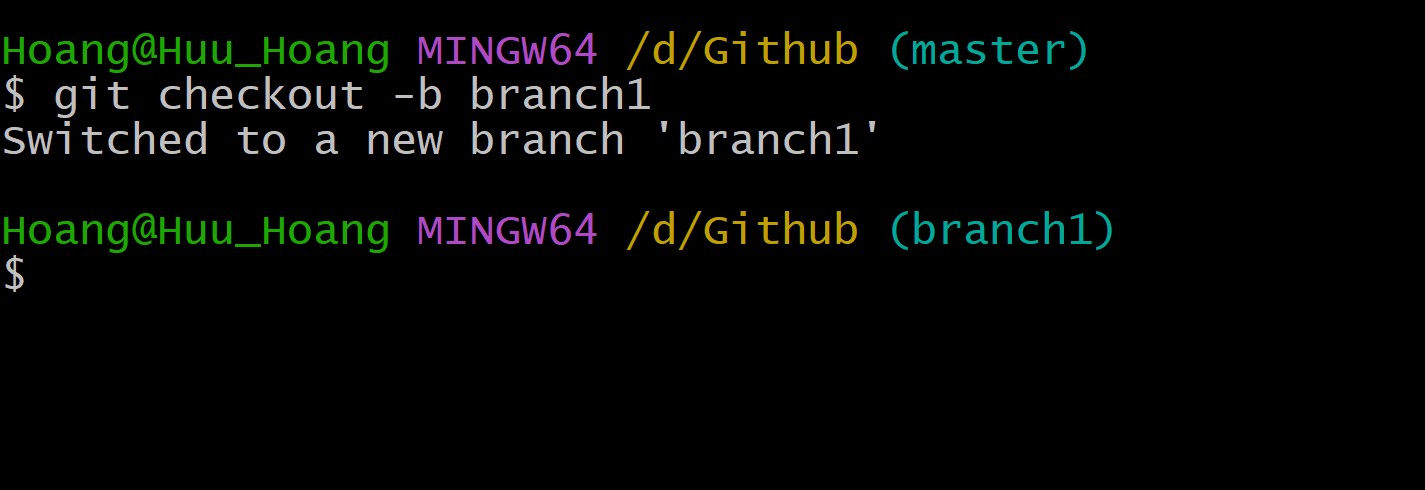 Hoang@Huu_Hoang MINGW64 /d/Github (master)
$ git checkout -b branch1
Switched to a new branch 'branch1'
Hoang@Huu_Hoang MINGW64 /d/Github (branch1)
$